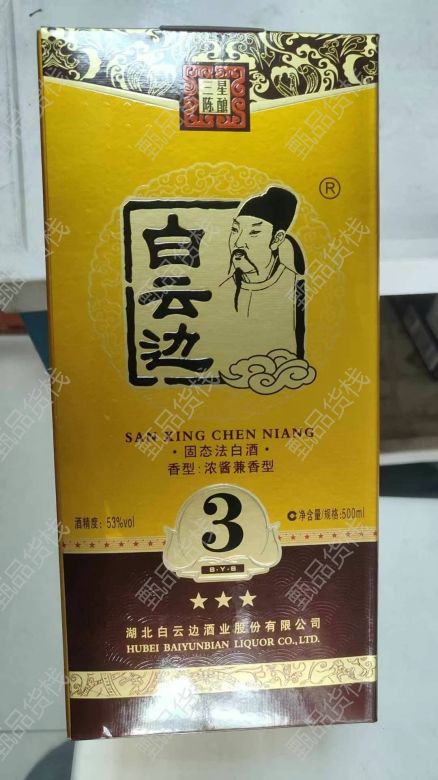 三星
陈酿
®
白云边
SAN XING CHEN NIANG
·固态法白酒·
香型:浓酱兼香型
酒精度:53%vol
净含量/规格:500ml
3
B·Y·B
湖北白云边酒业股份有限公司
HUBEI BAIYUNBIAN LIQUOR CO.,LTD.
甄品货栈